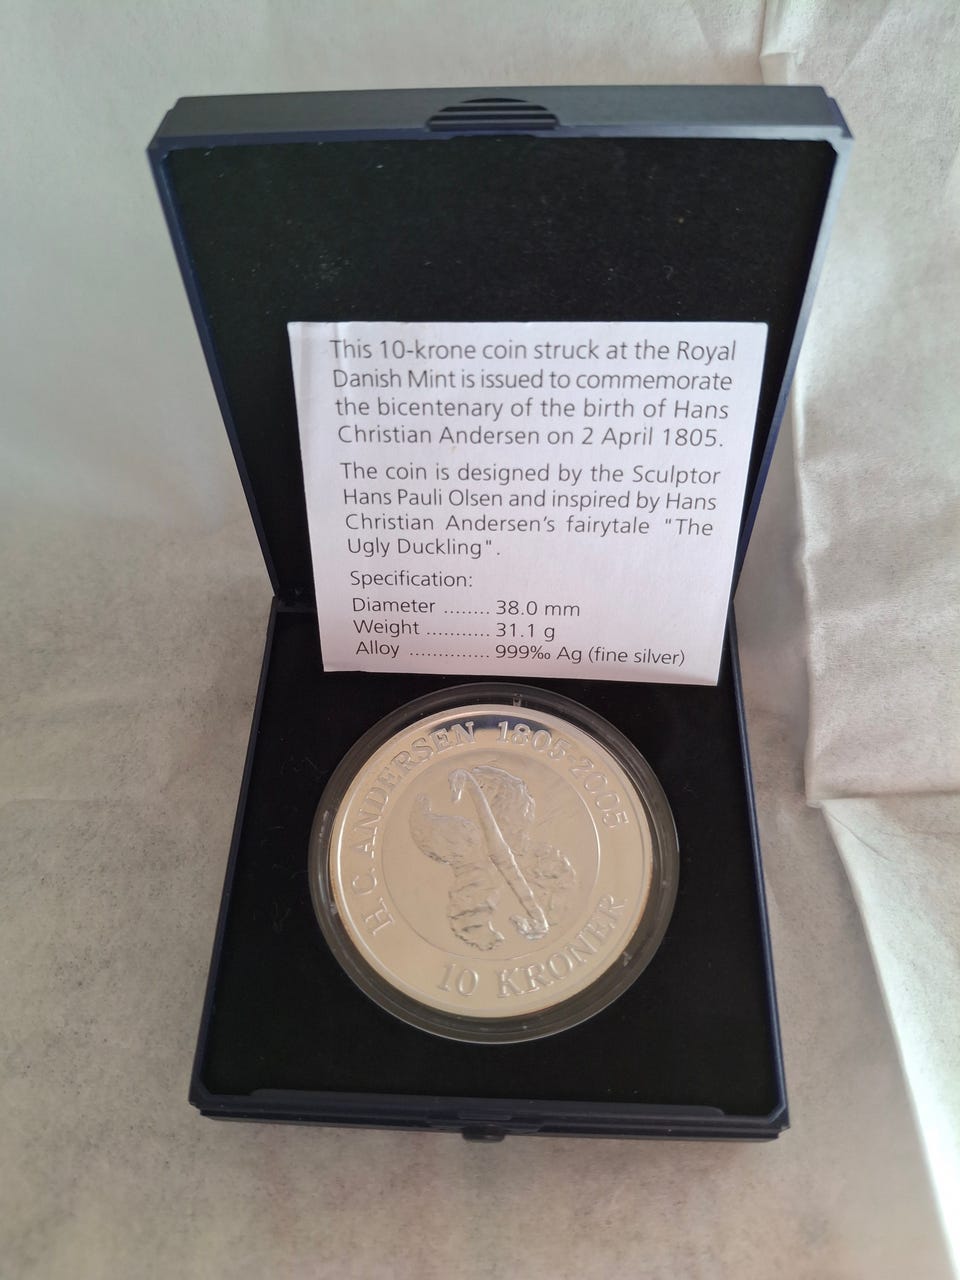 This 10-krone coin struck at the Royal
Danish Mint is issued to commemorate
the bicentenary of the birth of Hans
Christian Andersen on 2 April 1805.
The coin is designed by the Sculptor
Hans Pauli Olsen and inspired by Hans
Christian Andersen's fairytale "The
Ugly Duckling".
Specification:
Diameter ........ 38.0 mm
Weight ........... 31.1 g
Alloy .............. 999‰ Ag (fine silver)
H. C. ANDERSEN 1805-2005
10 KRONER